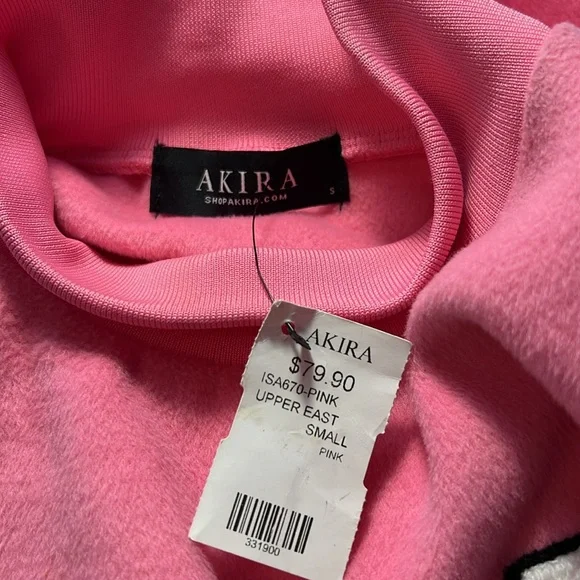 AKIRA
SHOPAKIRA.COM
S
AKIRA
$79.90
ISA670-PINK
UPPER EAST
SMALL
PINK
331900